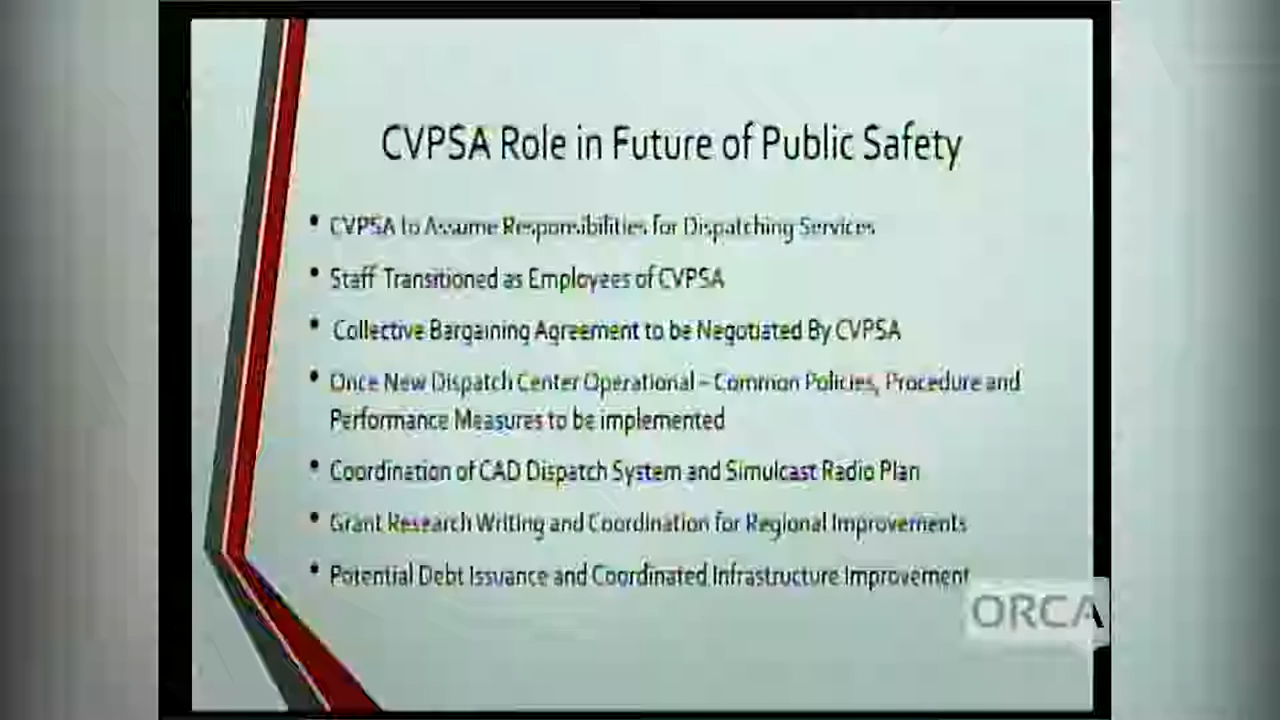 CVPSA Role in Future of Public Safety
• CVPSA to Assume Responsibilities for Dispatching Services
• Staff Transitioned as Employees of CVPSA
• Collective Bargaining Agreement to be Negotiated By CVPSA
• Once New Dispatch Center Operational – Common Policies, Procedure and
Performance Measures to be implemented
• Coordination of CAD Dispatch System and Simulcast Radio Plan
• Grant Research Writing and Coordination for Regional Improvements
• Potential Debt Issuance and Coordinated Infrastructure Improvement
ORCA